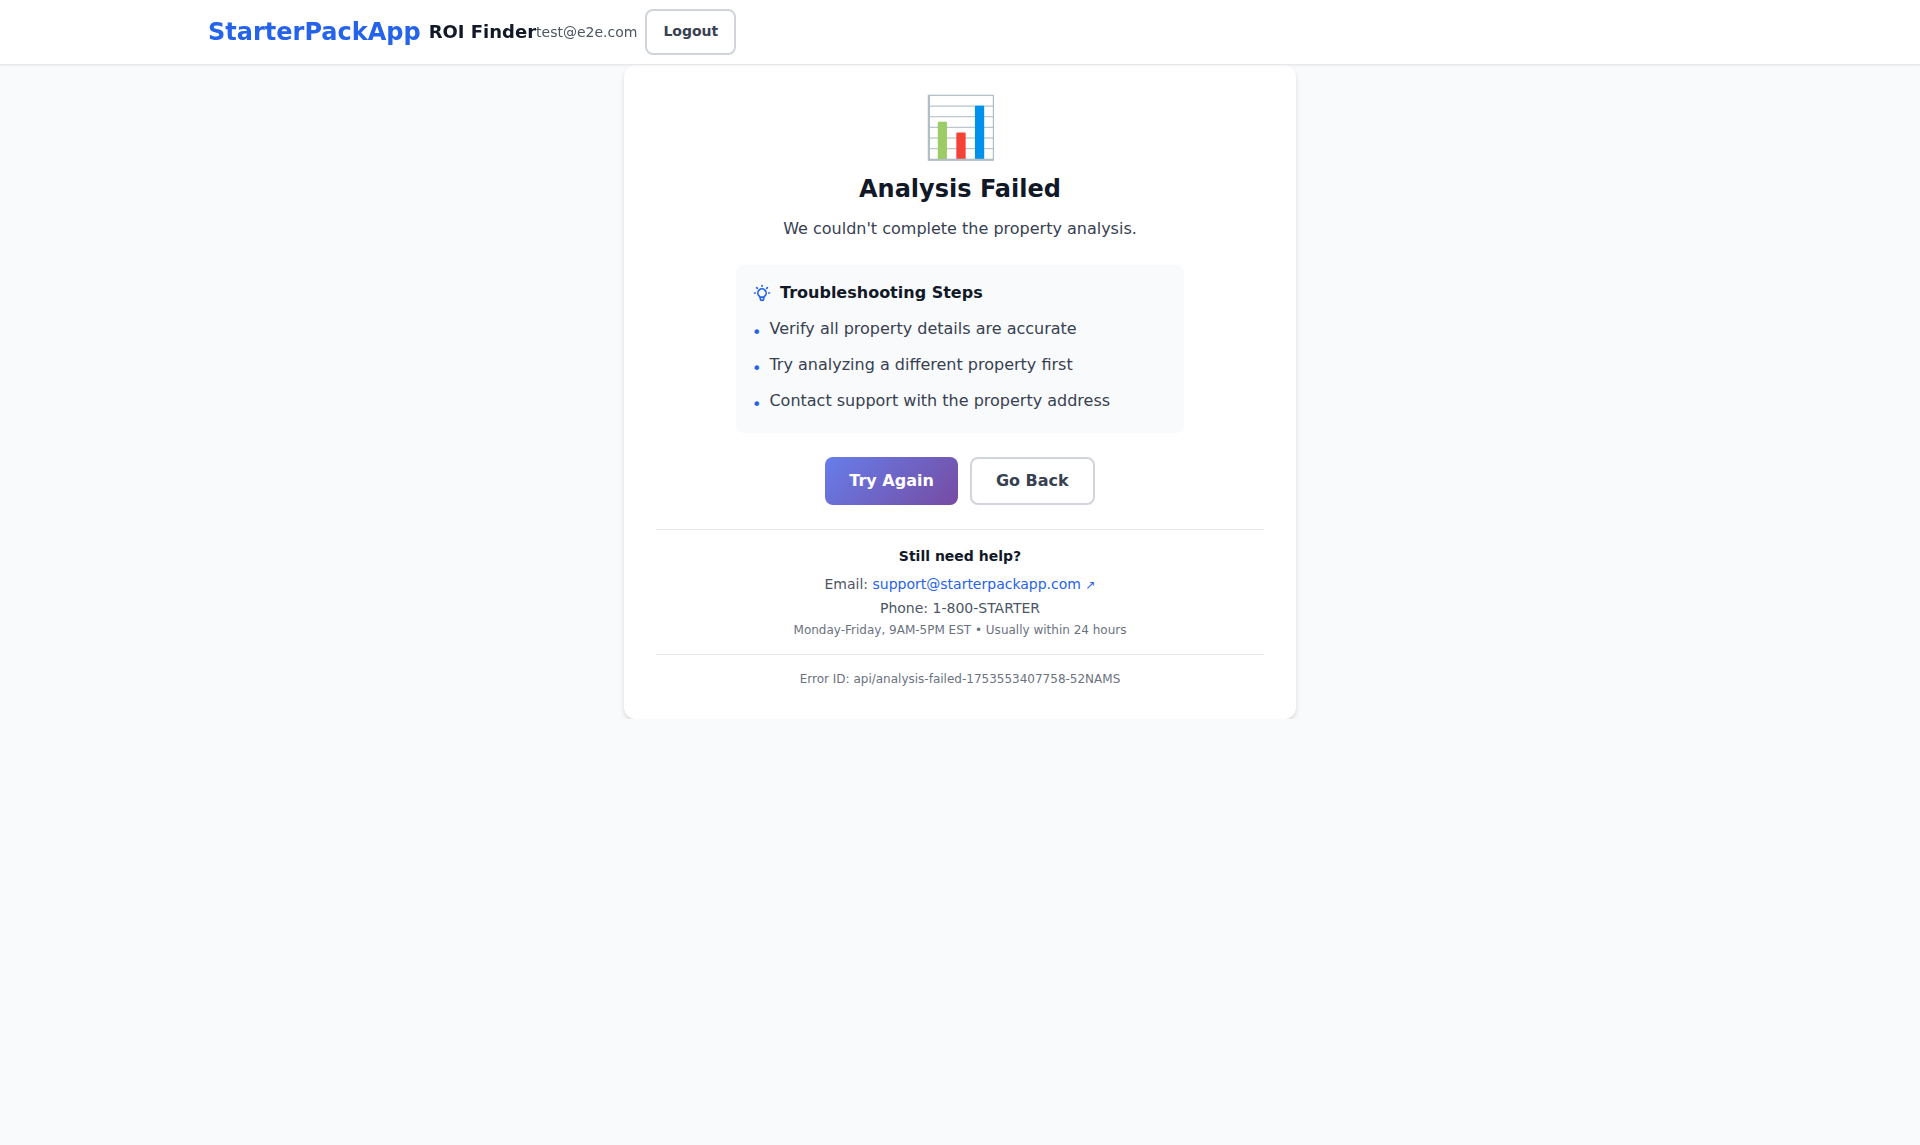 StarterPackApp ROI Finder test@e2e.com Logout
Analysis Failed
We couldn't complete the property analysis.
Troubleshooting Steps
• Verify all property details are accurate
• Try analyzing a different property first
• Contact support with the property address
Try Again Go Back
Still need help?
Email: support@starterpackapp.com ↗
Phone: 1-800-STARTER
Monday-Friday, 9AM-5PM EST • Usually within 24 hours
Error ID: api/analysis-failed-1753553407758-52NAMS